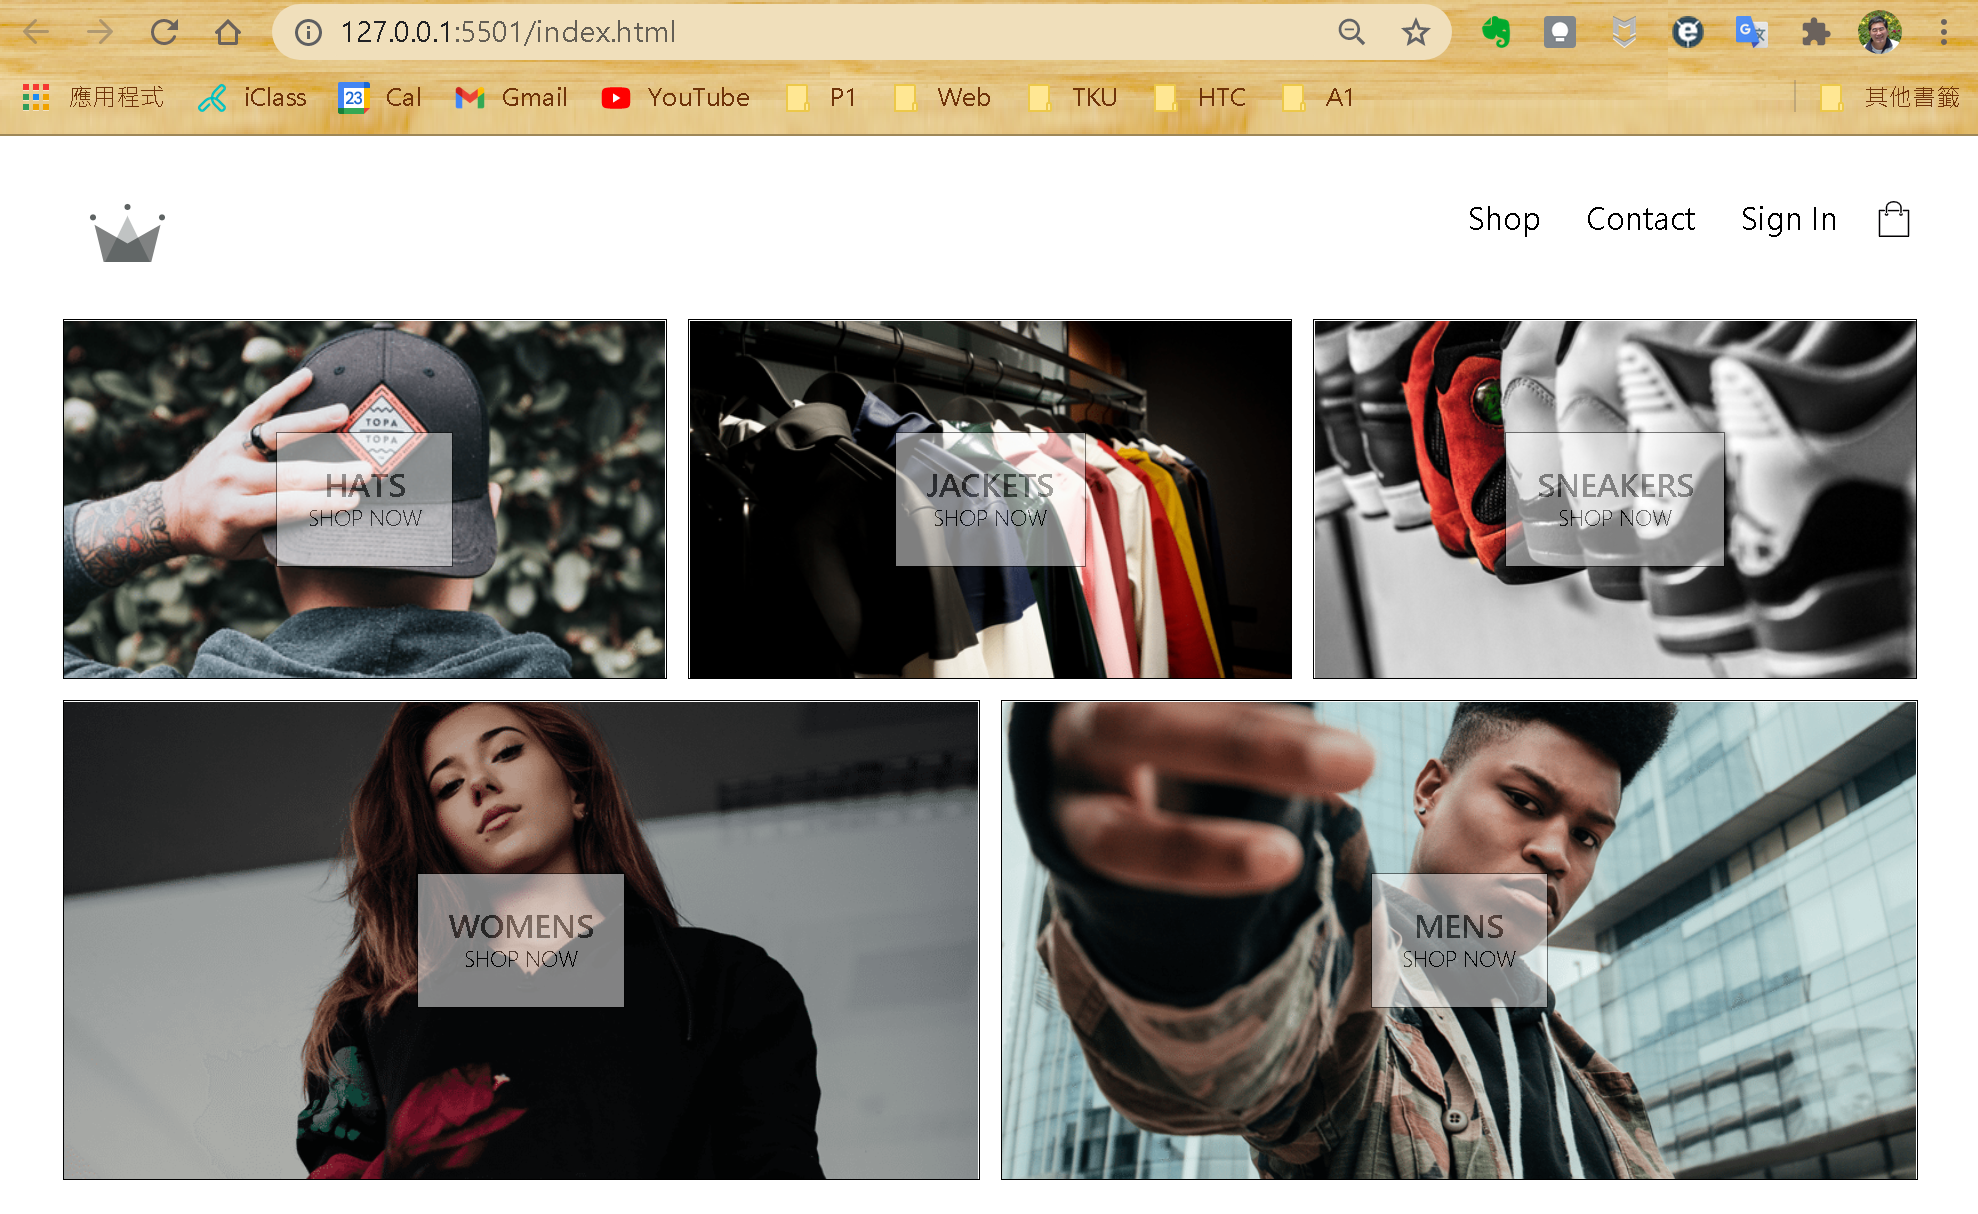 127.0.0.1:5501/index.html
應用程式 iClass 23 Cal Gmail YouTube P1 Web TKU HTC A1 其他書籤
Shop Contact Sign In
TOPA
TOPA
HATS
SHOP NOW
JACKETS
SHOP NOW
SNEAKERS
SHOP NOW
WOMENS
SHOP NOW
MENS
SHOP NOW